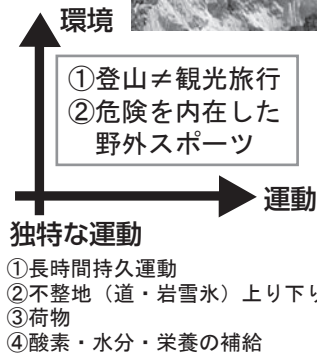 環境
①登山≠観光旅行
②危険を内在した
野外スポーツ
運動
独特な運動
①長時間持久運動
②不整地（道・岩雪氷）上り下り
③荷物
④酸素・水分・栄養の補給